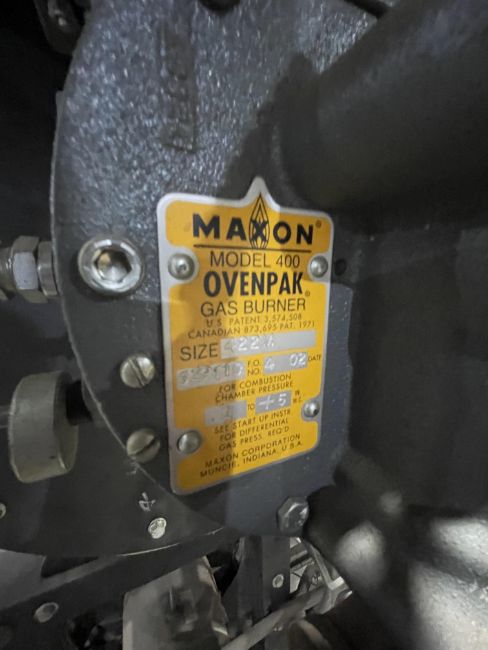 MAXON®
MODEL 400
OVENPAK®
GAS BURNER
U.S. PATENT. 3,574,508
CANADIAN 873,695 PAT. 1971
SIZE
F.O. NO. 4 02 DATE
FOR COMBUSTION
CHAMBER PRESSURE
TO +5 IN. W.C.
SEE START UP INSTR.
FOR DIFFERENTIAL
GAS PRESS. REQ'D.
MAXON CORPORATION
MUNCIE, INDIANA, U.S.A.